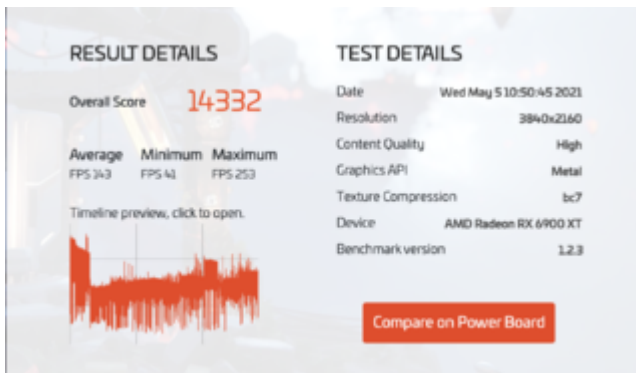 RESULT DETAILS
Overall Score 14332
Average Minimum Maximum
FPS 143 FPS 41 FPS 253
Timeline preview, click to open.
TEST DETAILS
Date Wed May 5 10:50:45 2021
Resolution 3840x2160
Content Quality High
Graphics API Metal
Texture Compression bc7
Device AMD Radeon RX 6900 XT
Benchmark version 1.2.3
Compare on Power Board